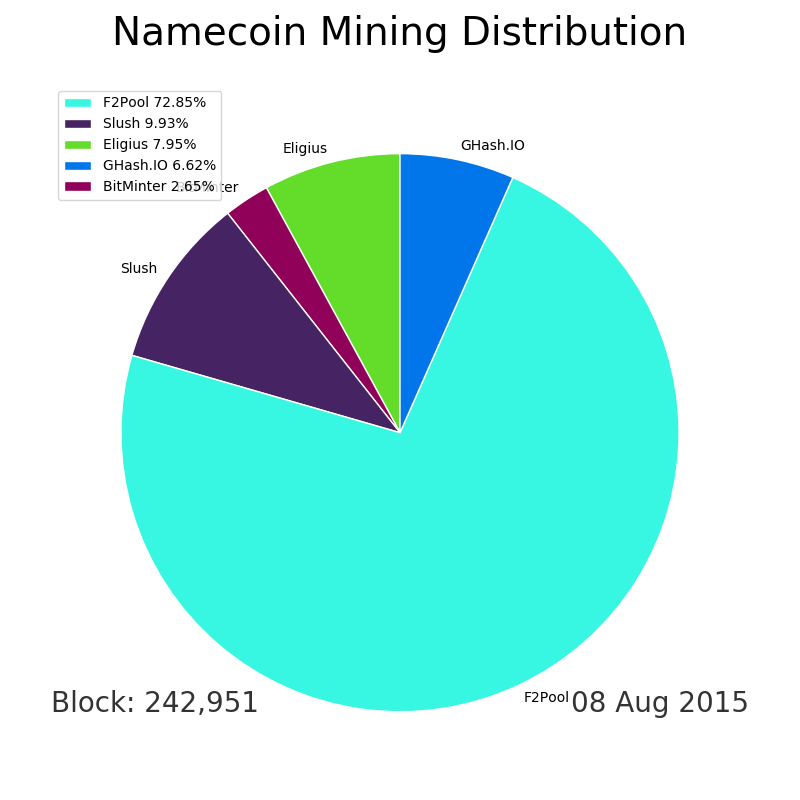 Namecoin Mining Distribution
F2Pool 72.85%
Slush 9.93%
Eligius 7.95%
GHash.IO 6.62%
BitMinter 2.65%
Eligius
GHash.IO
Slush
F2Pool
Block: 242,951
08 Aug 2015